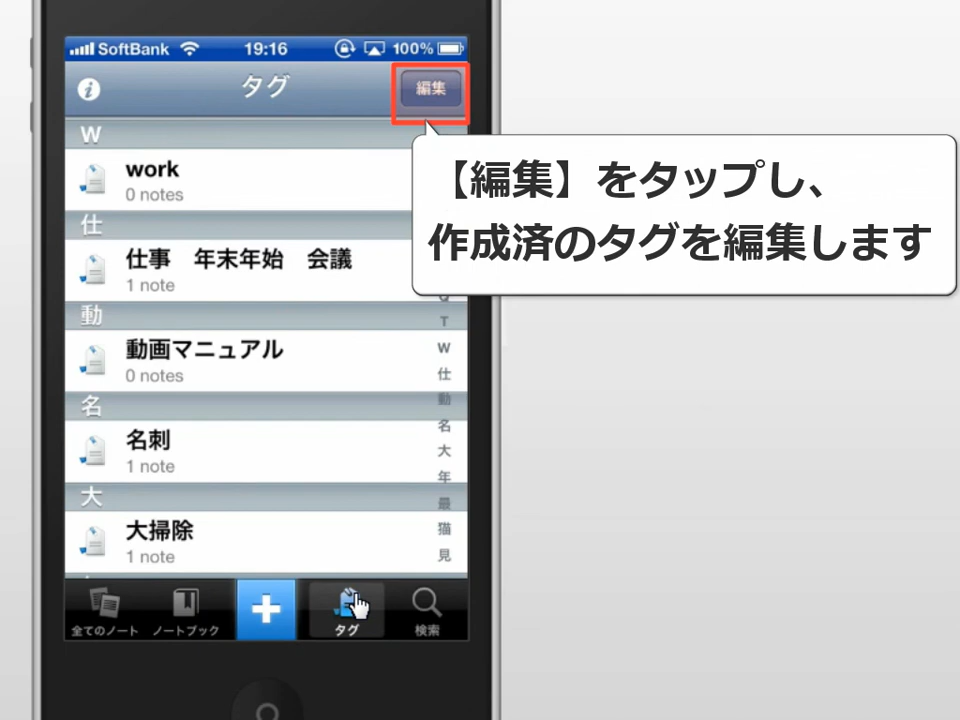 SoftBank 19:16 100%
タグ
編集
W
work
0 notes
仕
仕事 年末年始 会議
1 note
動
動画マニュアル
0 notes
名
名刺
1 note
大
大掃除
1 note
T
W
仕
動
名
大
年
最
猫
見
【編集】をタップし、
作成済のタグを編集します
全てのノート ノートブック タグ 検索